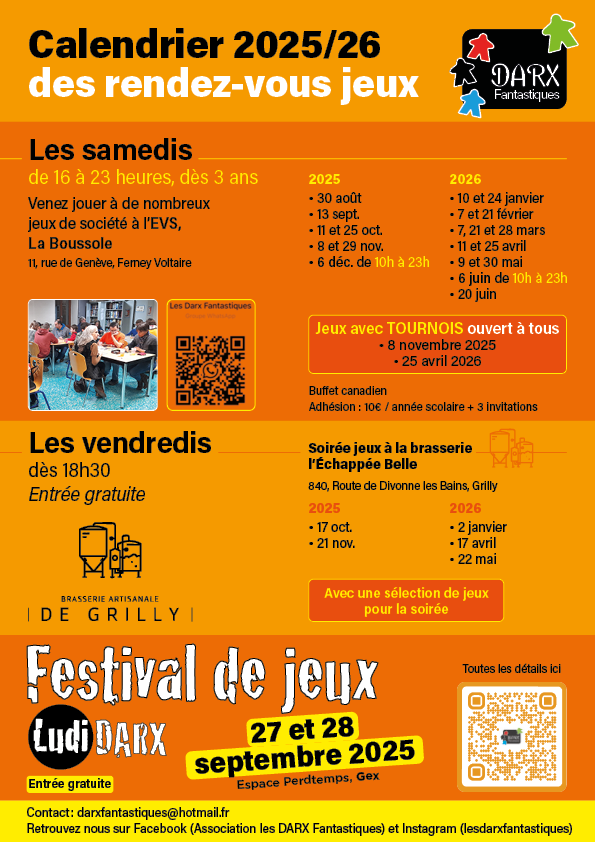 Calendrier 2025/26
des rendez-vous jeux
DARX
Fantastiques
Les samedis
de 16 à 23 heures, dès 3 ans
Venez jouer à de nombreux
jeux de société à l'EVS,
La Boussole
11, rue de Genève, Ferney Voltaire
Les Darx Fantastiques
2025
• 30 août
• 13 sept.
• 11 et 25 oct.
• 8 et 29 nov.
• 6 déc. de 10h à 23h
2026
• 10 et 24 janvier
• 7 et 21 février
• 7, 21 et 28 mars
• 11 et 25 avril
• 9 et 30 mai
• 6 juin de 10h à 23h
• 20 juin
Jeux avec TOURNOIS ouvert à tous
• 8 novembre 2025
• 25 avril 2026
Buffet canadien
Adhésion : 10€ / année scolaire + 3 invitations
Les vendredis
dès 18h30
Entrée gratuite
BRASSERIE ARTISANALE
DE GRILLY
Soirée jeux à la brasserie
l'Échappée Belle
840, Route de Divonne les Bains, Grilly
2025
• 17 oct.
• 21 nov.
2026
• 2 janvier
• 17 avril
• 22 mai
Avec une sélection de jeux
pour la soirée
Festival de jeux
Ludi DARX
Entrée gratuite
27 et 28
septembre 2025
Espace Perdtemps, Gex
Toutes les détails ici
Contact : darxfantastiques@hotmail.fr
Retrouvez nous sur Facebook (Association les DARX Fantastiques) et Instagram (lesdarxfantastiques)